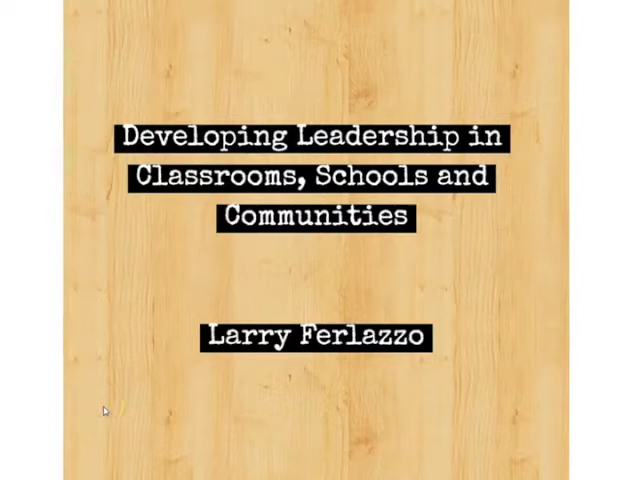 Developing Leadership in
Classrooms, Schools and
Communities
Larry Ferlazzo